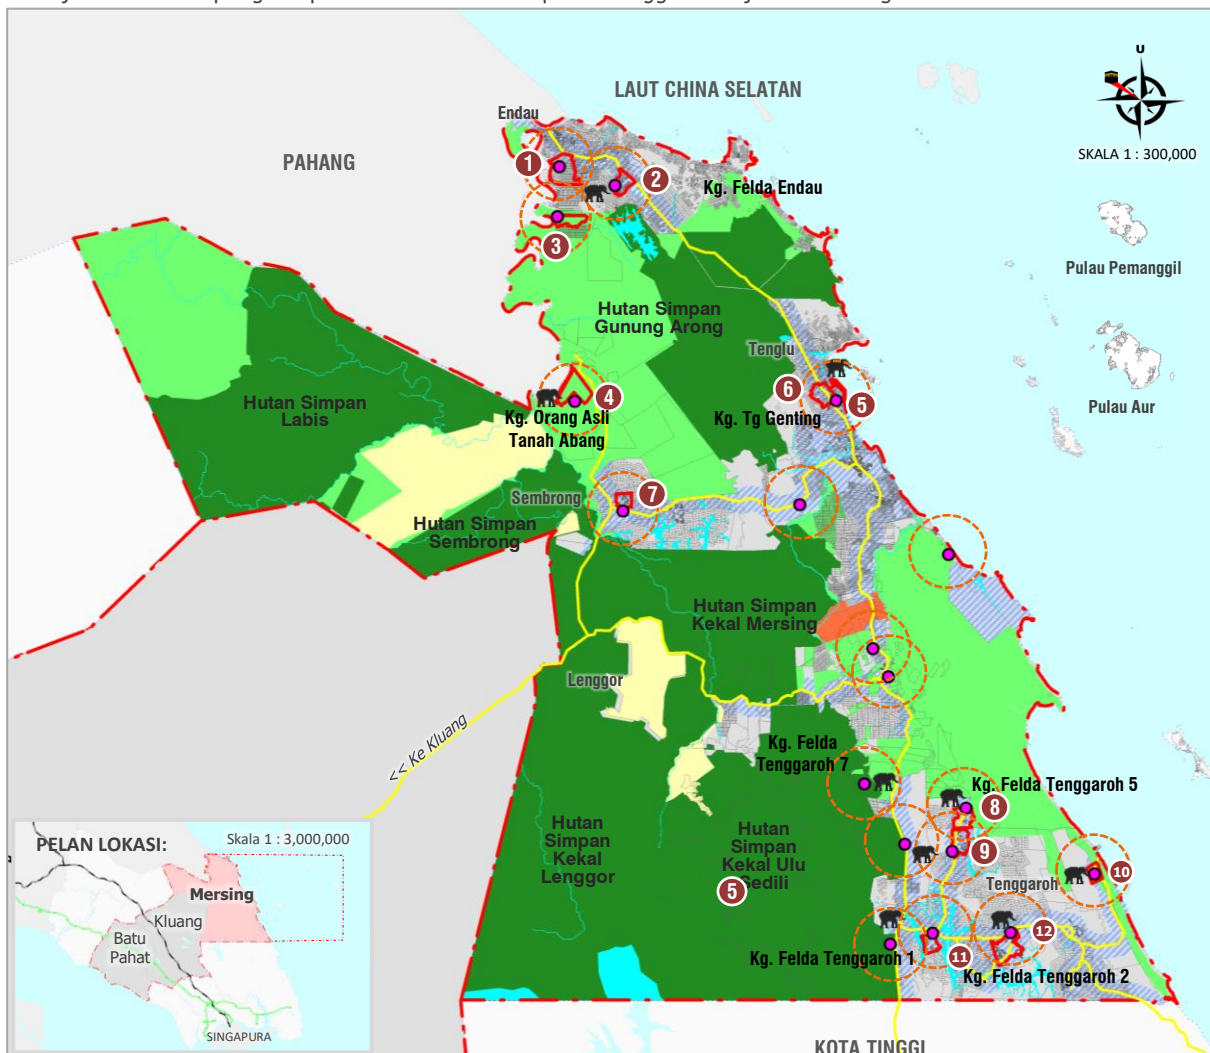 U
SKALA 1 : 300,000
LAUT CHINA SELATAN
Endau
PAHANG
1
2
Kg. Felda Endau
3
Pulau Pemanggil
Hutan Simpan
Gunung Arong
Tenglu
Pulau Aur
Hutan Simpan
Labis
4
6
5
Kg. Orang Asli
Tanah Abang
Kg. Tg Genting
Sembrong
7
Hutan Simpan
Sembrong
Hutan Simpan
Kekal Mersing
Lenggor
<< Ke Kluang
Kg. Felda
Tenggaroh 7
Kg. Felda Tenggaroh 5
8
Hutan
Simpan
Kekal
Lenggor
Hutan
Simpan
Kekal Ulu
Sedili
5
9
Tenggaroh
10
12
11
Kg. Felda Tenggaroh 1
Kg. Felda Tenggaroh 2
KOTA TINGGI
PELAN LOKASI:
Skala 1 : 3,000,000
Mersing
Kluang
Batu
Pahat
SINGAPURA